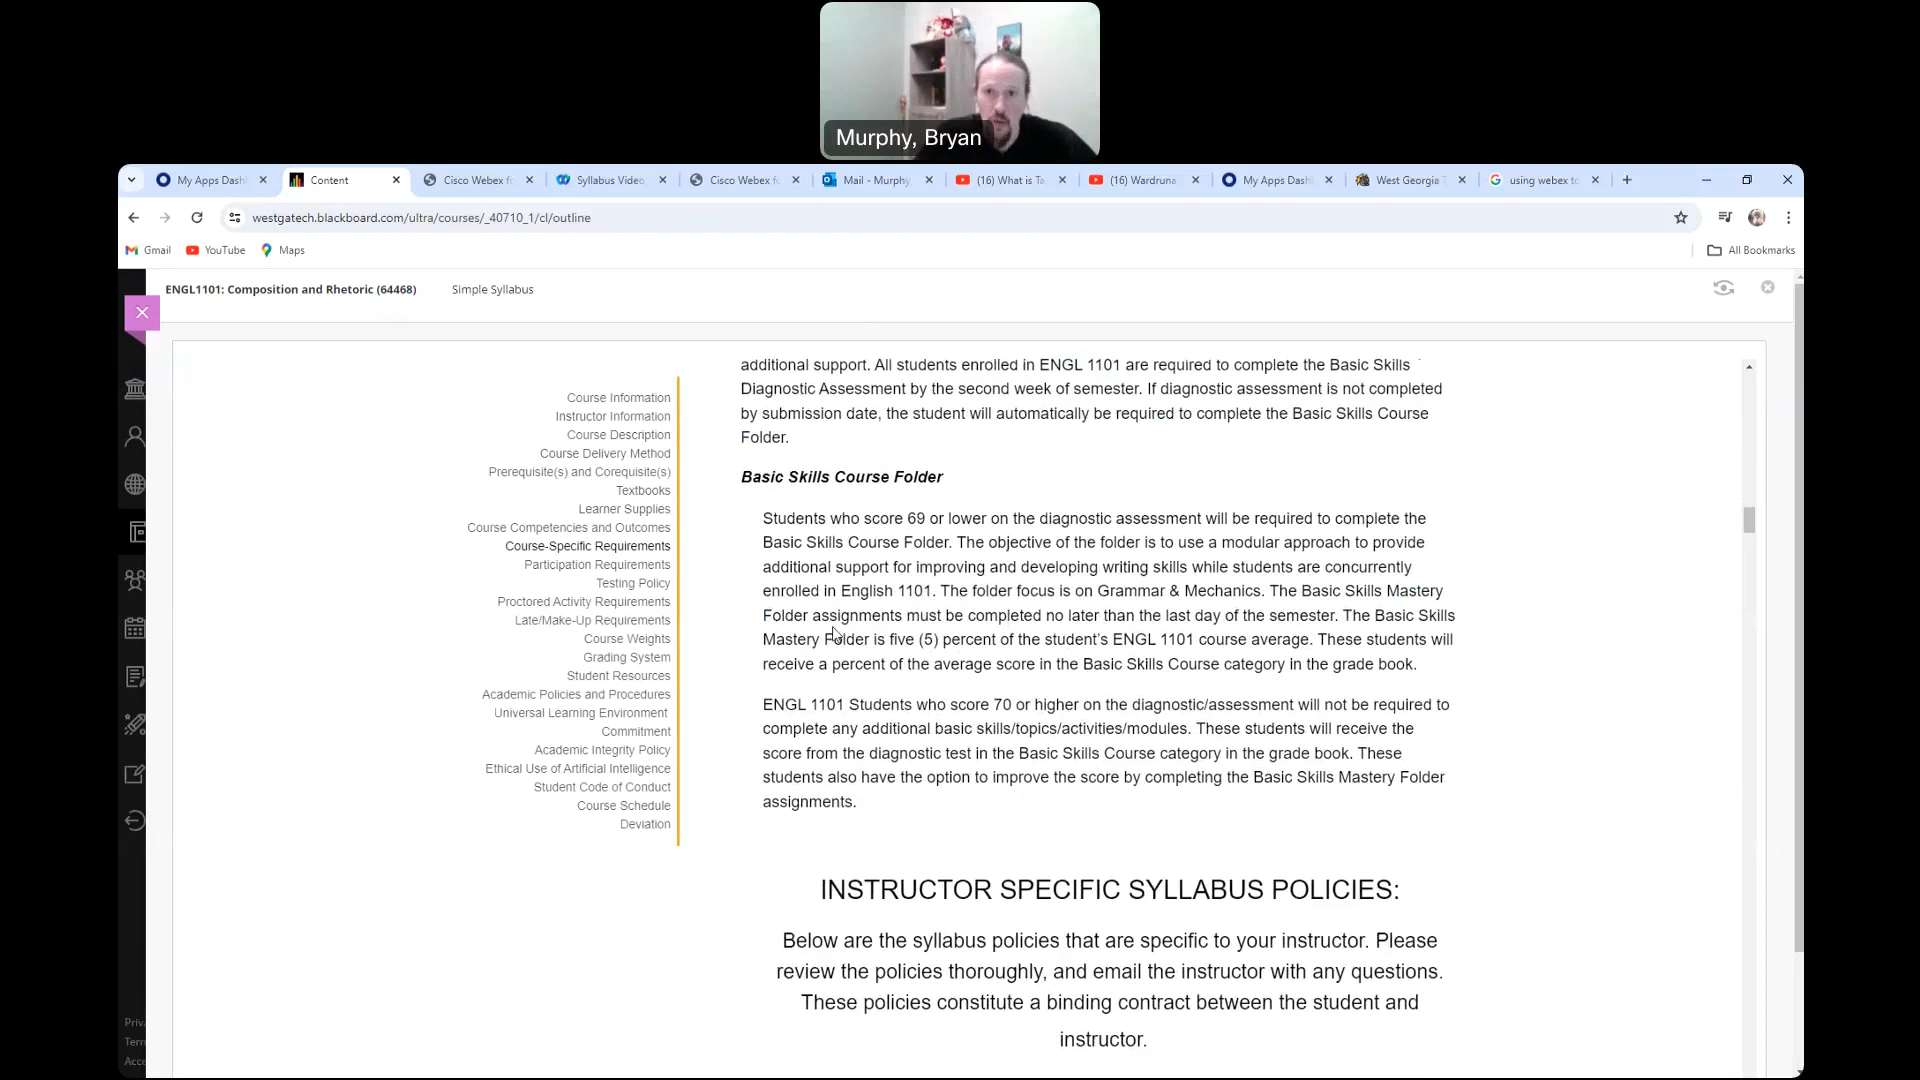 Murphy, Bryan
My Apps Dash
Content
Cisco Webex fo
Syllabus Video
Cisco Webex fo
Mail - Murphy
(16) What is Ta
(16) Wardruna
My Apps Dash
West Georgia T
using webex to
westgatech.blackboard.com/ultra/courses/_40710_1/cl/outline
Gmail
YouTube
Maps
All Bookmarks
ENGL1101: Composition and Rhetoric (64468)
Simple Syllabus
Course Information
Instructor Information
Course Description
Course Delivery Method
Prerequisite(s) and Corequisite(s)
Textbooks
Learner Supplies
Course Competencies and Outcomes
Course-Specific Requirements
Participation Requirements
Testing Policy
Proctored Activity Requirements
Late/Make-Up Requirements
Course Weights
Grading System
Student Resources
Academic Policies and Procedures
Universal Learning Environment
Commitment
Academic Integrity Policy
Ethical Use of Artificial Intelligence
Student Code of Conduct
Course Schedule
Deviation
additional support. All students enrolled in ENGL 1101 are required to complete the Basic Skills
Diagnostic Assessment by the second week of semester. If diagnostic assessment is not completed
by submission date, the student will automatically be required to complete the Basic Skills Course
Folder.
Basic Skills Course Folder
Students who score 69 or lower on the diagnostic assessment will be required to complete the
Basic Skills Course Folder. The objective of the folder is to use a modular approach to provide
additional support for improving and developing writing skills while students are concurrently
enrolled in English 1101. The folder focus is on Grammar & Mechanics. The Basic Skills Mastery
Folder assignments must be completed no later than the last day of the semester. The Basic Skills
Mastery Folder is five (5) percent of the student's ENGL 1101 course average. These students will
receive a percent of the average score in the Basic Skills Course category in the grade book.
ENGL 1101 Students who score 70 or higher on the diagnostic/assessment will not be required to
complete any additional basic skills/topics/activities/modules. These students will receive the
score from the diagnostic test in the Basic Skills Course category in the grade book. These
students also have the option to improve the score by completing the Basic Skills Mastery Folder
assignments.
INSTRUCTOR SPECIFIC SYLLABUS POLICIES:
Below are the syllabus policies that are specific to your instructor. Please
review the policies thoroughly, and email the instructor with any questions.
These policies constitute a binding contract between the student and
instructor.
Priv
Term
Acce